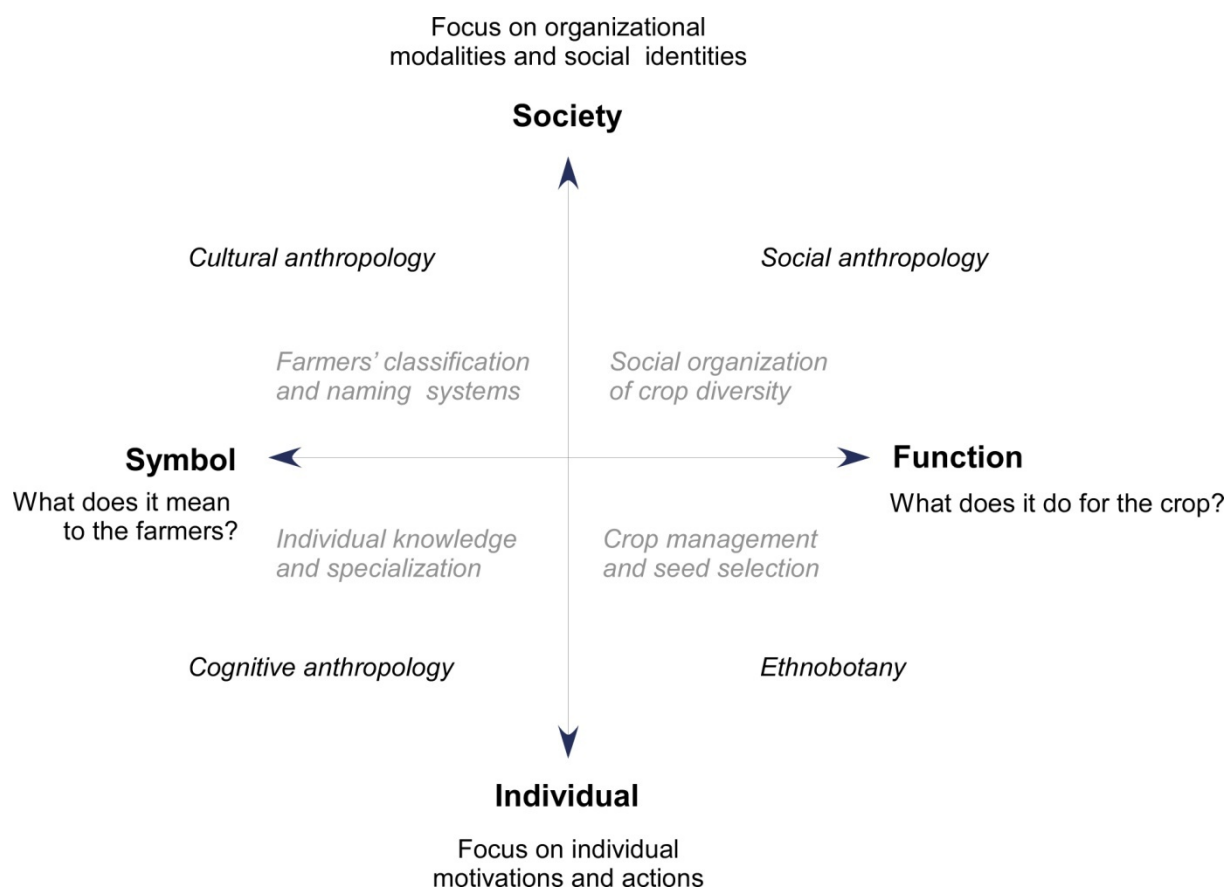 Focus on organizational
modalities and social identities
Society
Cultural anthropology
Social anthropology
Farmers' classification
and naming systems
Social organization
of crop diversity
Symbol
What does it mean
to the farmers?
Function
What does it do for the crop?
Individual knowledge
and specialization
Crop management
and seed selection
Cognitive anthropology
Ethnobotany
Individual
Focus on individual
motivations and actions